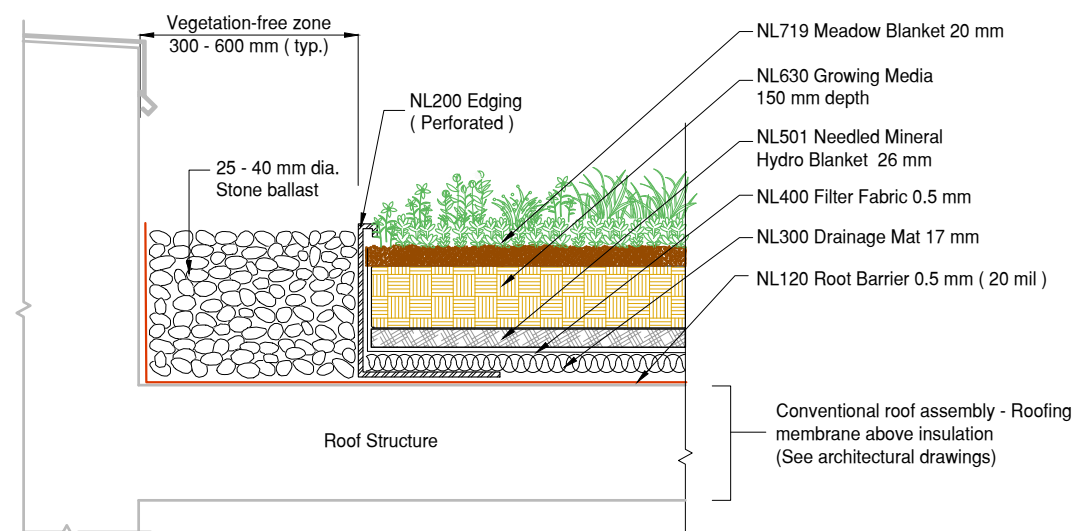 Vegetation-free zone
300 - 600 mm ( typ.)
NL719 Meadow Blanket 20 mm
NL630 Growing Media
150 mm depth
NL200 Edging
( Perforated )
NL501 Needled Mineral
Hydro Blanket  26 mm
25 - 40 mm dia.
Stone ballast
NL400 Filter Fabric 0.5 mm
NL300 Drainage Mat 17 mm
NL120 Root Barrier 0.5 mm ( 20 mil )
Roof Structure
Conventional roof assembly - Roofing
membrane above insulation
(See architectural drawings)